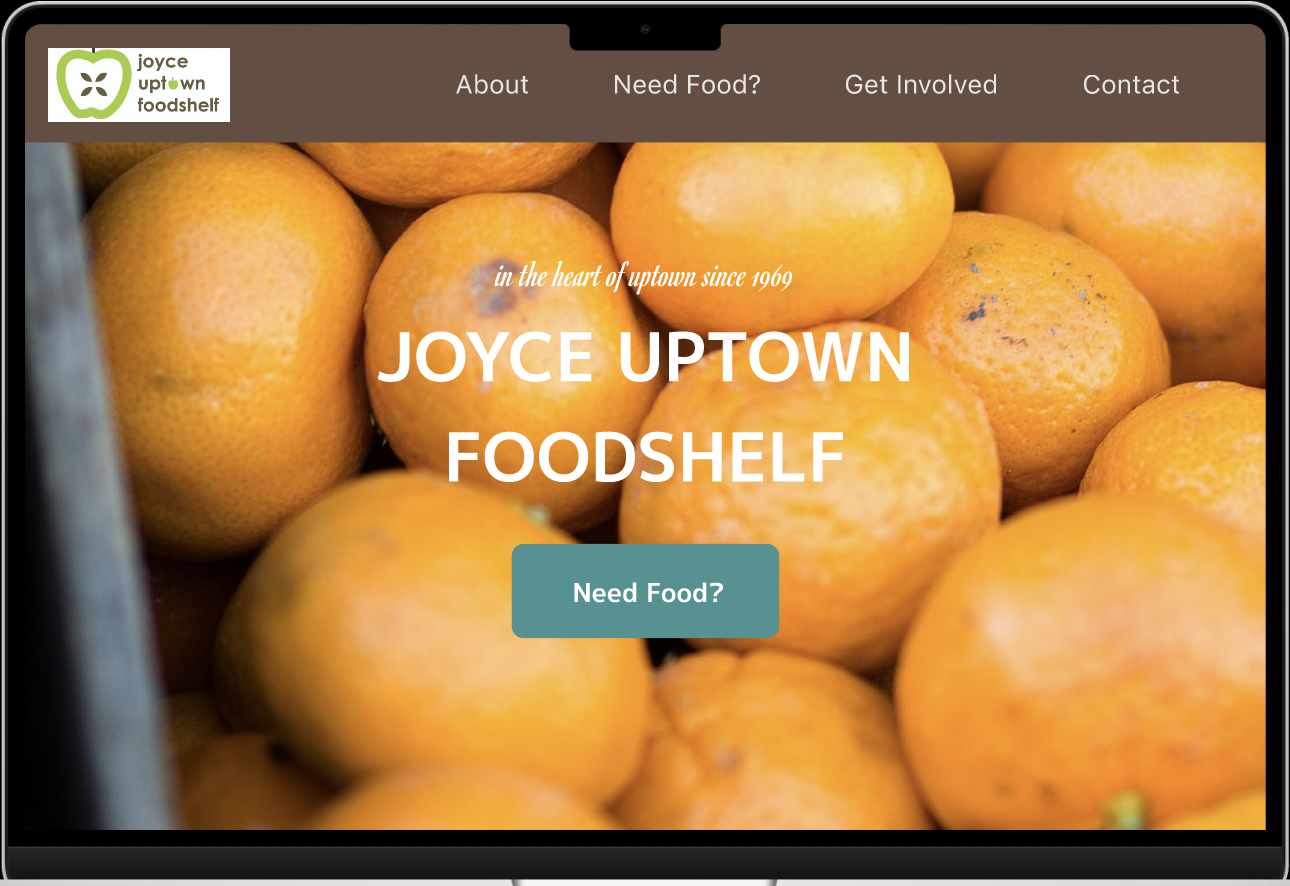 joyce
uptown
foodshelf
About Need Food? Get Involved Contact
in the heart of uptown since 1969
JOYCE UPTOWN
FOODSHELF
Need Food?